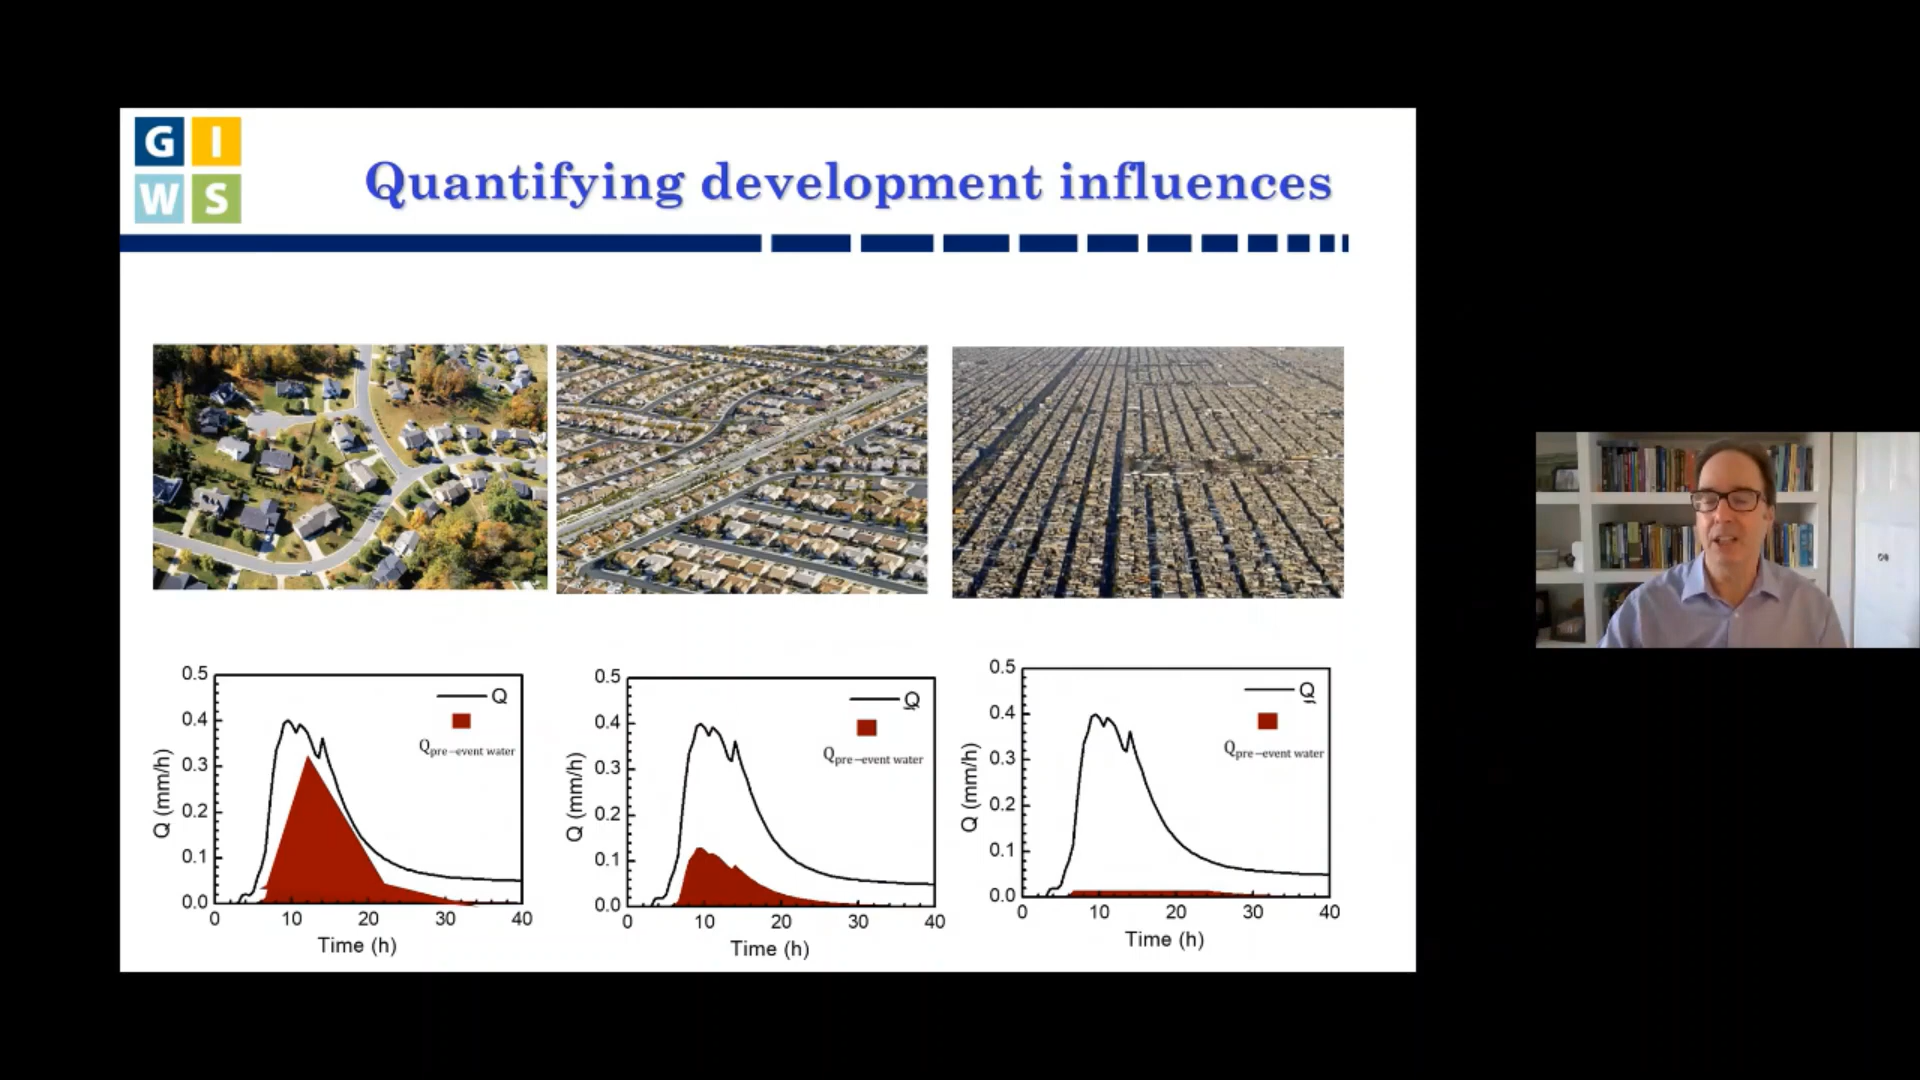 G I
W S
Quantifying development influences
0.5
0.4
0.3
0.2
0.1
0.0
Q (mm/h)
Q
Qpre−event water
0 10 20 30 40
Time (h)
0.5
0.4
0.3
0.2
0.1
0.0
Q (mm/h)
Q
Qpre−event water
0 10 20 30 40
Time (h)
0.5
0.4
0.3
0.2
0.1
0.0
Q (mm/h)
Q
Qpre−event water
0 10 20 30 40
Time (h)